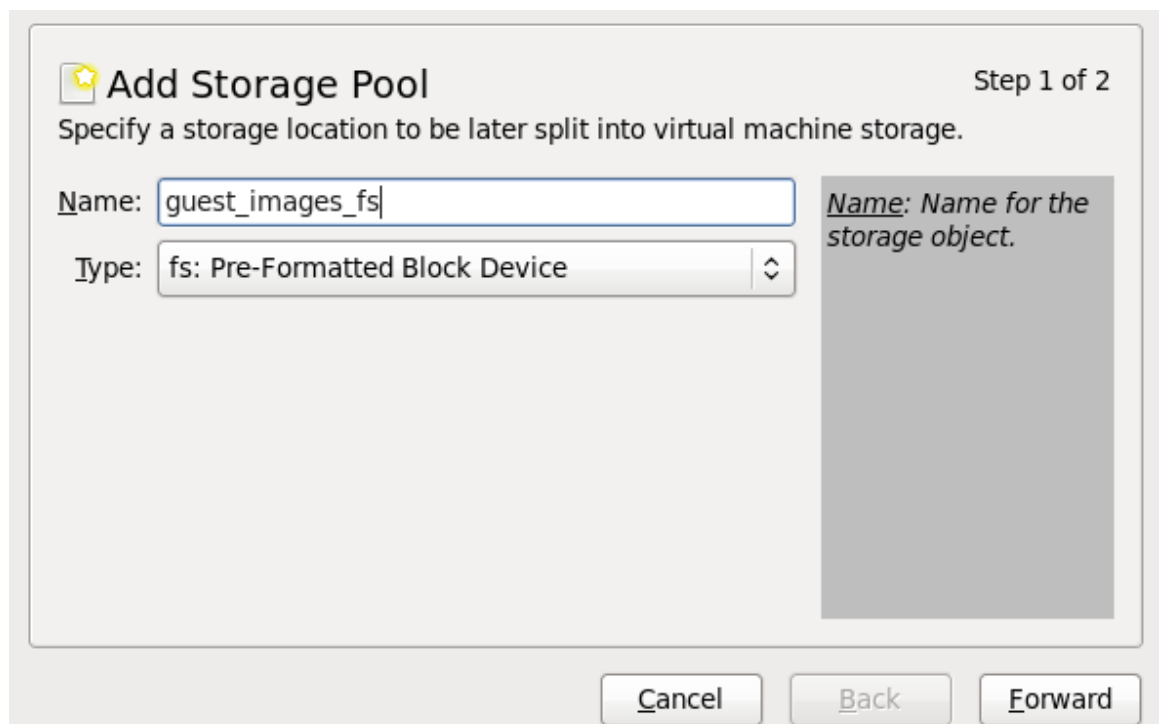 Add Storage Pool
Step 1 of 2
Specify a storage location to be later split into virtual machine storage.
Name: guest_images_fs
Type: fs: Pre-Formatted Block Device
Name: Name for the
storage object.
Cancel
Back
Forward